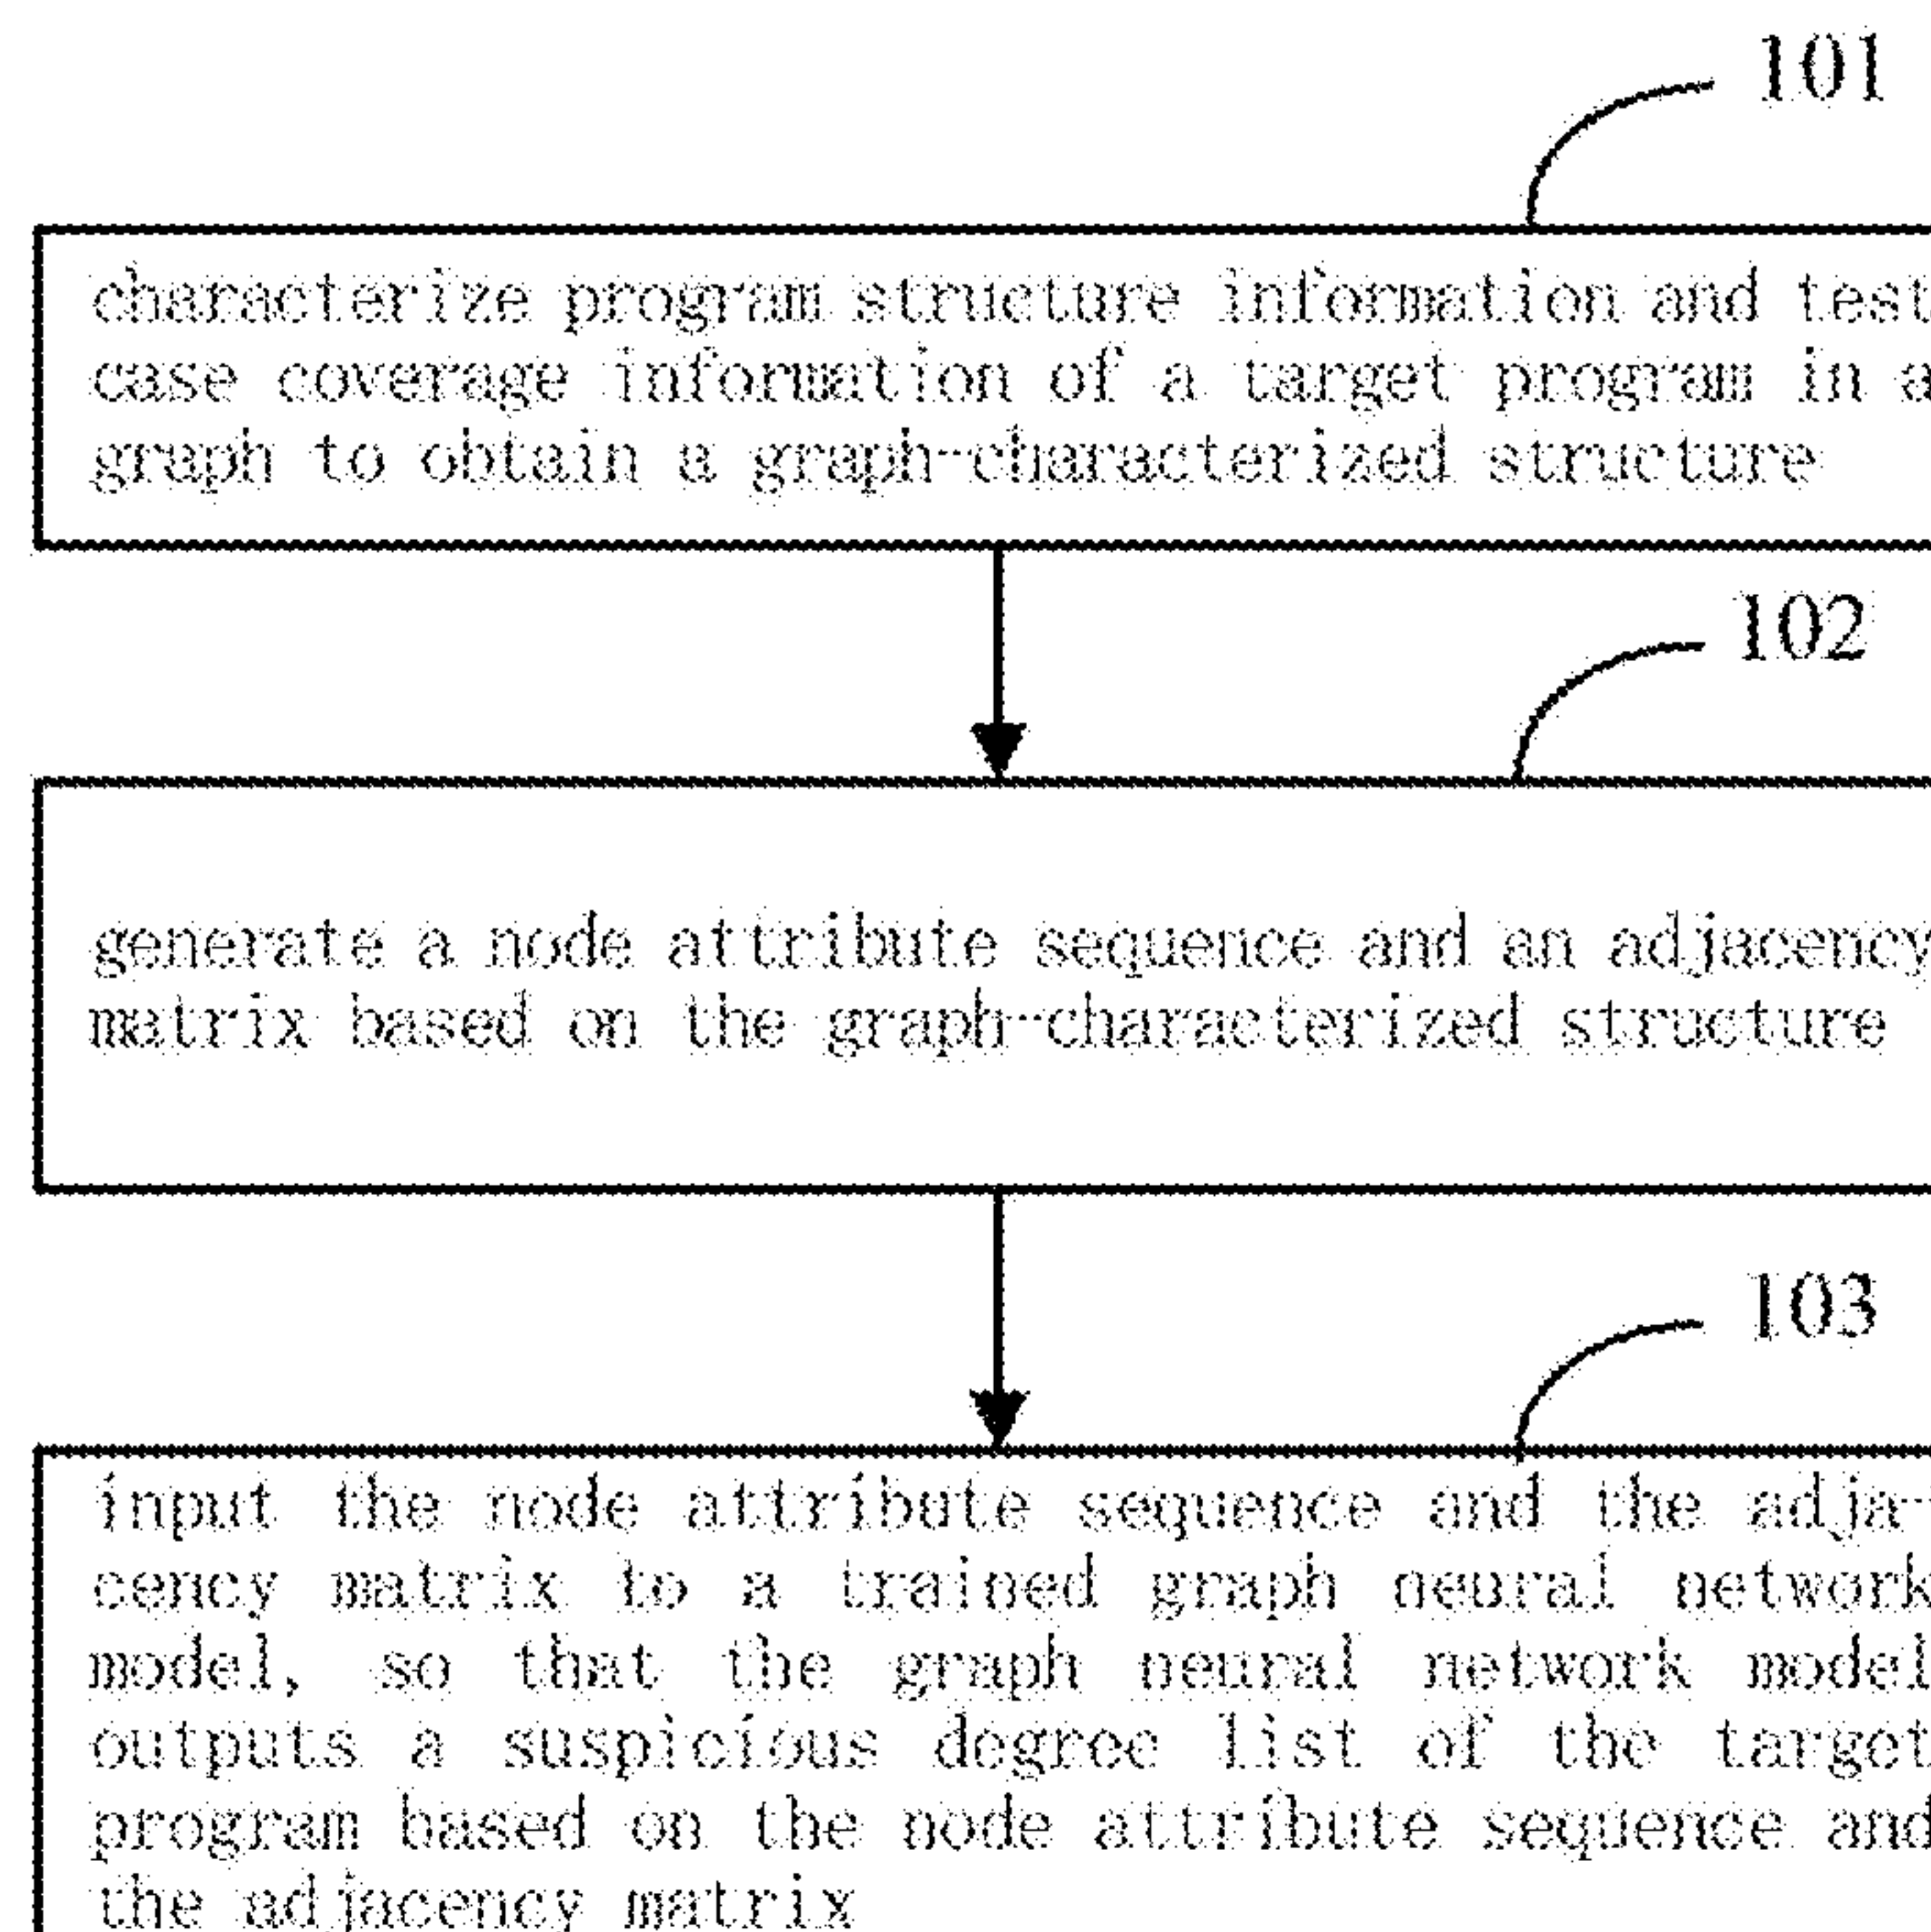 101
characterize program structure information and test
case coverage information of a target program in a
graph to obtain a graph-characterized structure
102
generate a node attribute sequence and an adjacency
matrix based on the graph-characterized structure
103
input the node attribute sequence and the adja-
cency matrix to a trained graph neural network
model, so that the graph neural network model
outputs a suspicious degree list of the target
program based on the node attribute sequence and
the adjacency matrix